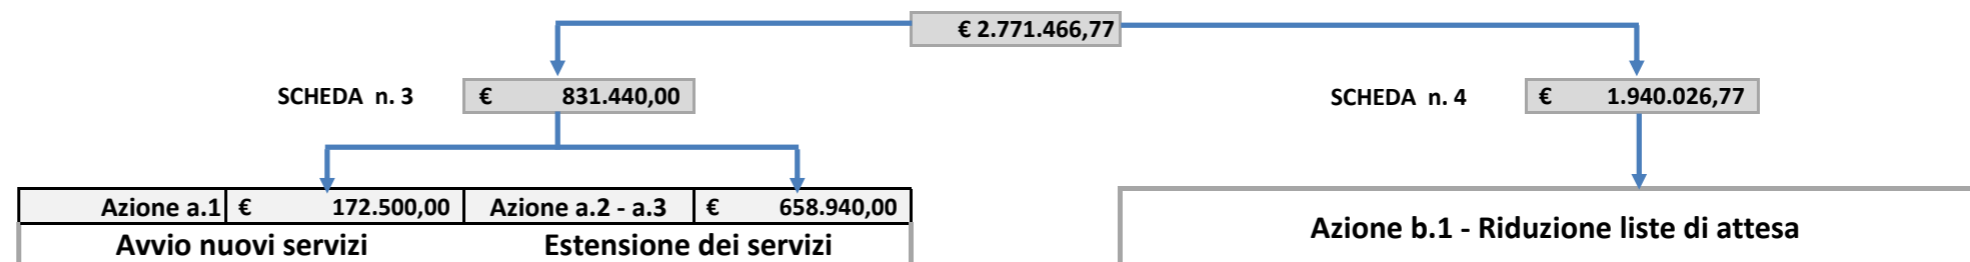 € 2.771.466,77
SCHEDA n. 3 € 831.440,00 SCHEDA n. 4 € 1.940.026,77
Azione a.1 € 172.500,00 Azione a.2 - a.3 € 658.940,00
Avvio nuovi servizi Estensione dei servizi
Azione b.1 - Riduzione liste di attesa